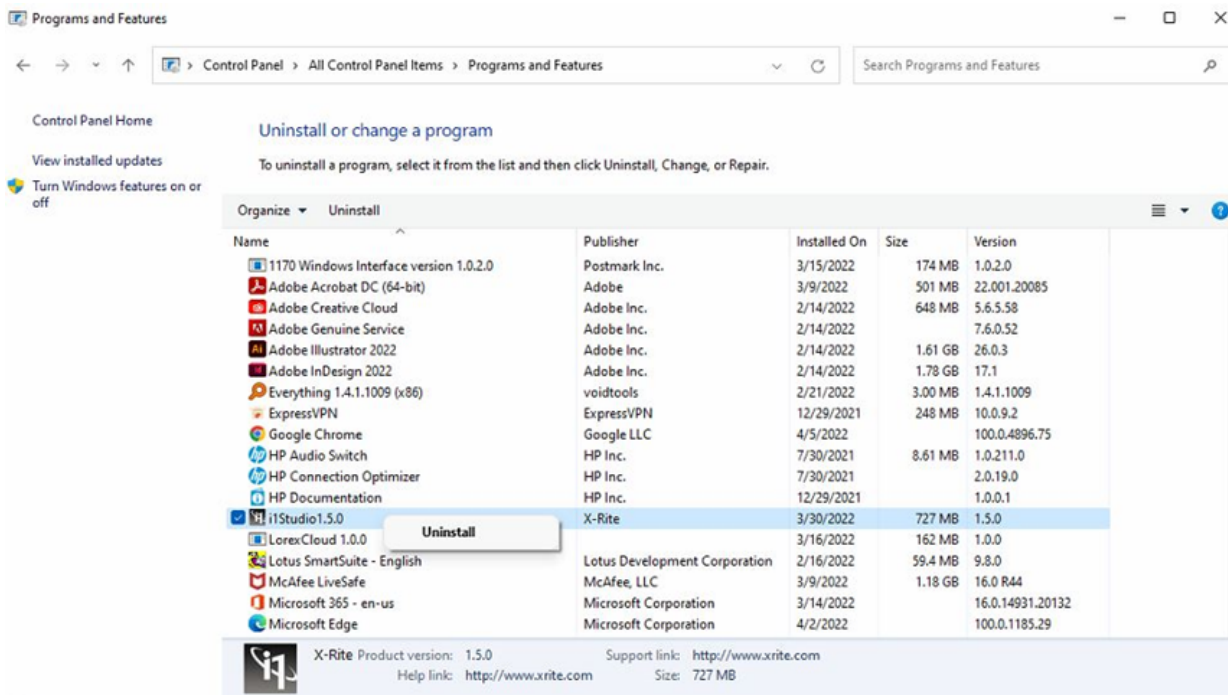 Programs and Features
Control Panel > All Control Panel Items > Programs and Features
Search Programs and Features
Control Panel Home
View installed updates
Turn Windows features on or
off
Uninstall or change a program
To uninstall a program, select it from the list and then click Uninstall, Change, or Repair.
Organize Uninstall
Name Publisher Installed On Size Version
1170 Windows Interface version 1.0.2.0 Postmark Inc. 3/15/2022 174 MB 1.0.2.0
Adobe Acrobat DC (64-bit) Adobe 3/9/2022 501 MB 22.001.20085
Adobe Creative Cloud Adobe Inc. 2/14/2022 648 MB 5.6.5.58
Adobe Genuine Service Adobe Inc. 2/14/2022 7.6.0.52
Ai Adobe Illustrator 2022 Adobe Inc. 2/14/2022 1.61 GB 26.0.3
Adobe InDesign 2022 Adobe Inc. 2/14/2022 1.78 GB 17.1
Everything 1.4.1.1009 (x86) voidtools 2/21/2022 3.00 MB 1.4.1.1009
ExpressVPN ExpressVPN 12/29/2021 248 MB 10.0.9.2
Google Chrome Google LLC 4/5/2022 100.0.4896.75
hp HP Audio Switch HP Inc. 7/30/2021 8.61 MB 1.0.211.0
hp HP Connection Optimizer HP Inc. 7/30/2021 2.0.19.0
HP Documentation HP Inc. 12/29/2021 1.0.0.1
i1Studio1.5.0 X-Rite 3/30/2022 727 MB 1.5.0
Uninstall
LorexCloud 1.0.0 3/16/2022 162 MB 1.0.0
Lotus SmartSuite - English Lotus Development Corporation 2/16/2022 59.4 MB 9.8.0
McAfee LiveSafe McAfee, LLC 3/9/2022 1.18 GB 16.0 R44
Microsoft 365 - en-us Microsoft Corporation 3/14/2022 16.0.14931.20132
Microsoft Edge Microsoft Corporation 4/2/2022 100.0.1185.29
i1 X-Rite Product version: 1.5.0 Support link: http://www.xrite.com
Help link: http://www.xrite.com Size: 727 MB